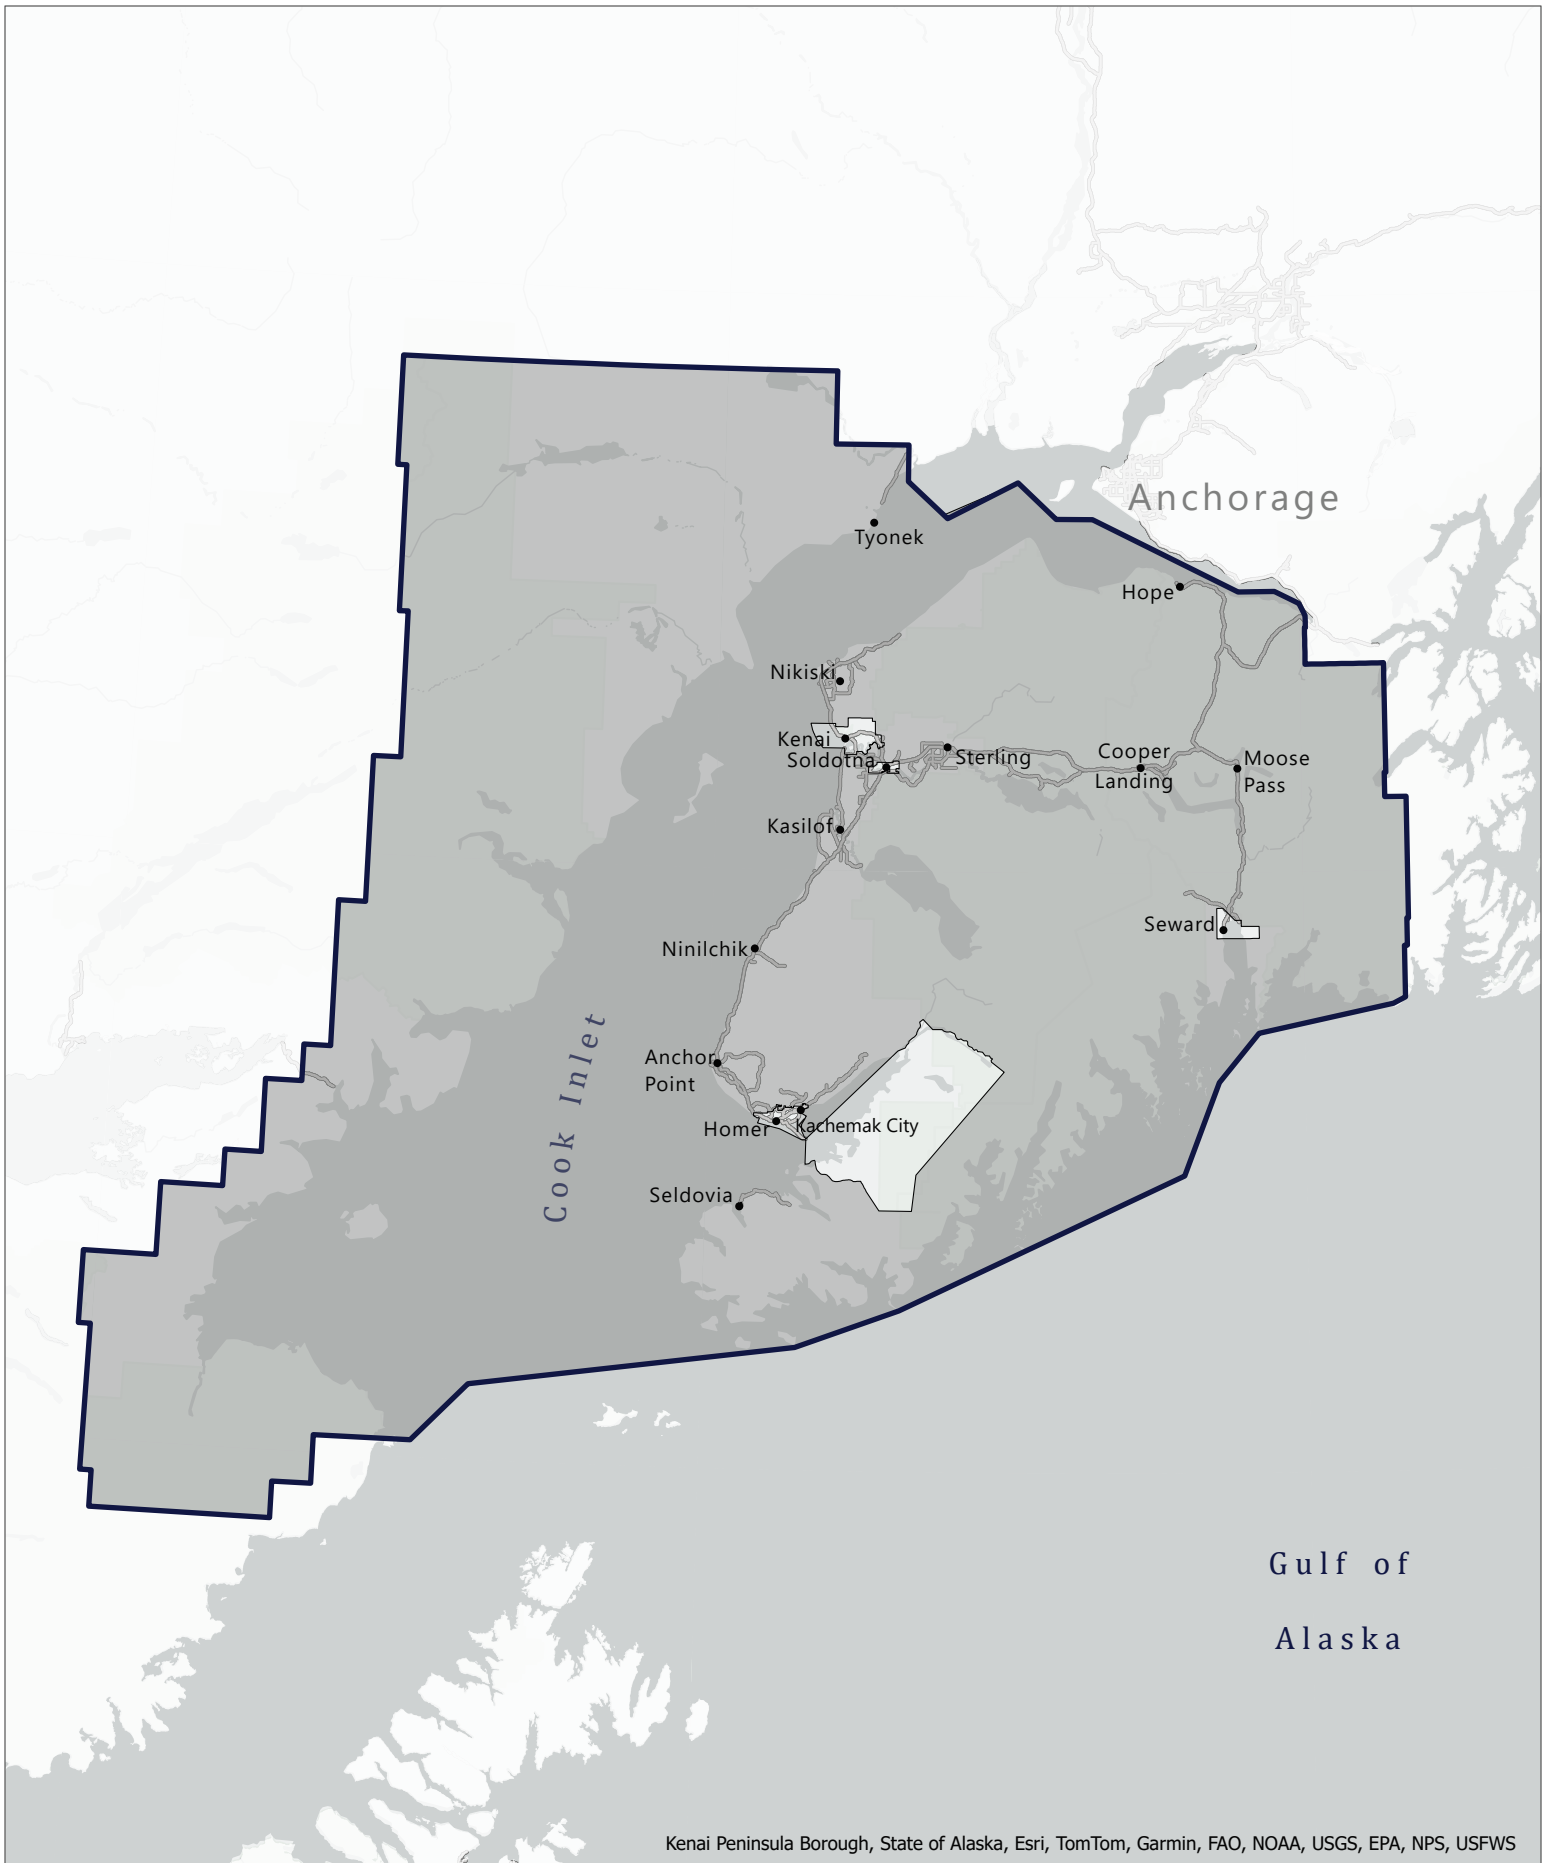 Anchorage
Tyonek
Hope
Nikiski
Kenai
Soldotna
Sterling
Cooper
Landing
Moose
Pass
Kasilof
Seward
Ninilchik
Cook Inlet
Anchor
Point
Homer
Kachemak City
Seldovia
Gulf of
Alaska
Kenai Peninsula Borough, State of Alaska, Esri, TomTom, Garmin, FAO, NOAA, USGS, EPA, NPS, USFWS